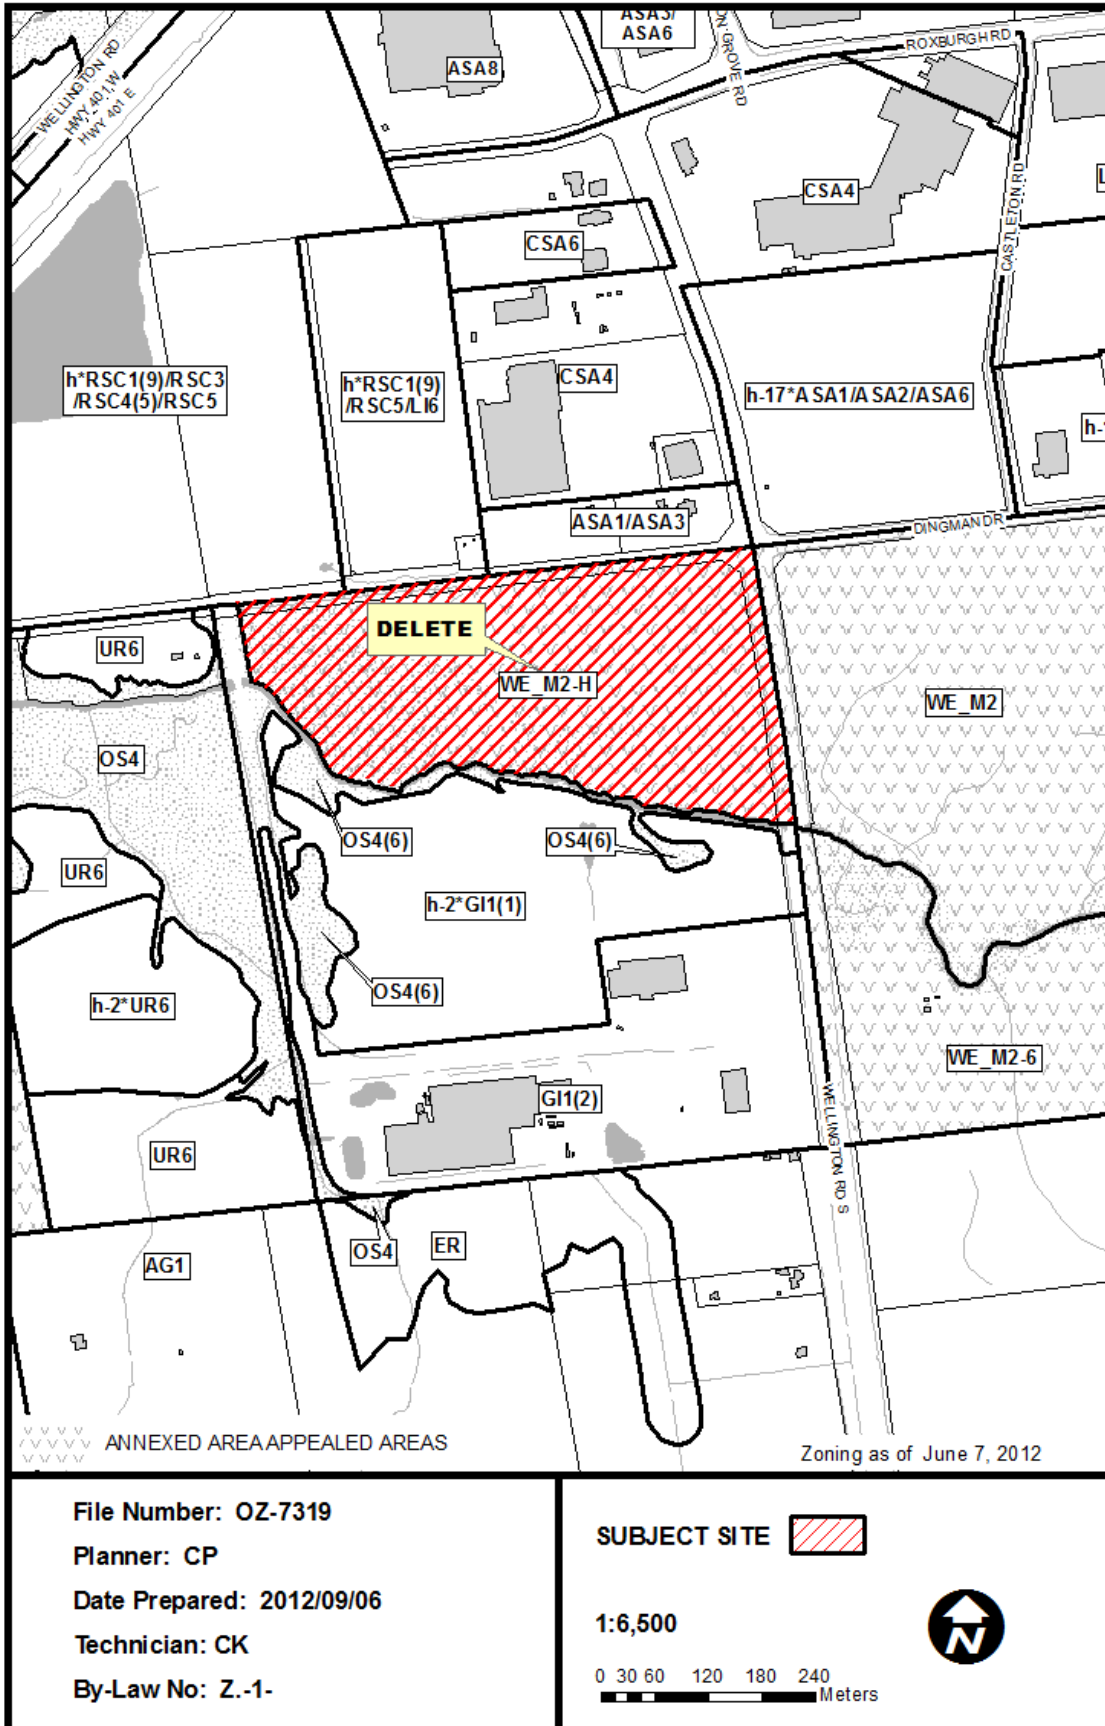 ASA3/
ASA6
ROXBURGH RD
ON GROVE RD
ASA8
WELLINGTON RD
HWY 401 W
HWY 401 E
CSA4
CASTLETON RD
L
CSA6
h*RSC1(9)/RSC3
/RSC4(5)/RSC5
h*RSC1(9)
/RSC5/LI6
CSA4
h-17*ASA1/ASA2/ASA6
h-
ASA1/ASA3
DINGMAN DR
DELETE
UR6
WE_M2-H
WE_M2
OS4
OS4(6)
OS4(6)
UR6
h-2*GI1(1)
OS4(6)
h-2*UR6
WE_M2-6
GI1(2)
WELLINGTON RD S
UR6
OS4
ER
AG1
ANNEXED AREA APPEALED AREAS
Zoning as of June 7, 2012
File Number: OZ-7319
Planner: CP
Date Prepared: 2012/09/06
Technician: CK
By-Law No: Z.-1-
SUBJECT SITE
1:6,500
N
0 30 60 120 180 240
Meters